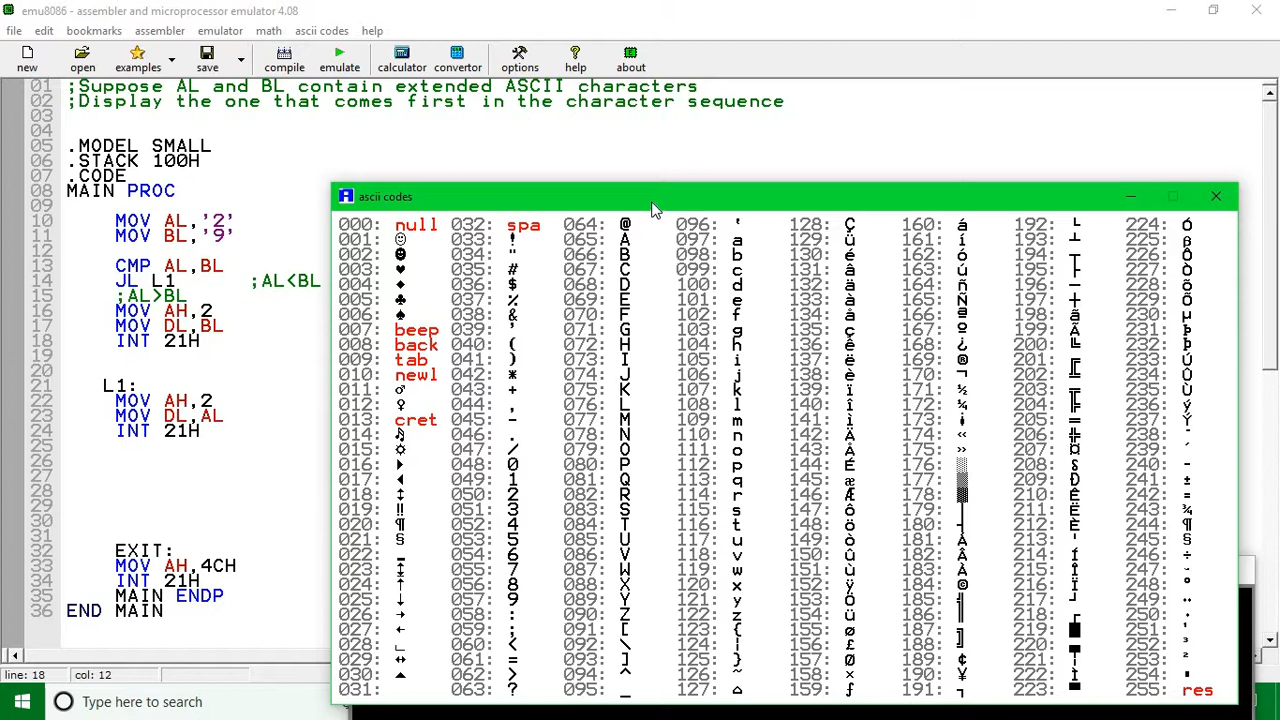 emu8086 - assembler and microprocessor emulator 4.08
file edit bookmarks assembler emulator math ascii codes help
new open examples save compile emulate calculator convertor options help about
01 ;Suppose AL and BL contain extended ASCII characters
02 ;Display the one that comes first in the character sequence
03
04
05 .MODEL SMALL
06 .STACK 100H
07 .CODE
08 MAIN PROC
09
10 MOV AL,'2'
11 MOV BL,'9'
12
13 CMP AL,BL
14 JL L1 ;AL<BL
15 ;AL>BL
16 MOV AH,2
17 MOV DL,BL
18 INT 21H
19
20
21 L1:
22 MOV AH,2
23 MOV DL,AL
24 INT 21H
25
26
27
28
29
30
31
32 EXIT:
33 MOV AH,4CH
34 INT 21H
35 MAIN ENDP
36 END MAIN
line: 18 col: 12
Type here to search
ascii codes
000: null 032: spa 064: @ 096: ' 128: Ç 160: á 192: └ 224: Ó
001: ☺ 033: ! 065: A 097: a 129: ü 161: í 193: ┴ 225: ß
002: ☻ 034: " 066: B 098: b 130: é 162: ó 194: ┬ 226: Ô
003: ♥ 035: # 067: C 099: c 131: â 163: ú 195: ├ 227: Ò
004: ♦ 036: $ 068: D 100: d 132: ä 164: ñ 196: ─ 228: õ
005: ♣ 037: % 069: E 101: e 133: à 165: Ñ 197: ┼ 229: Õ
006: ♠ 038: & 070: F 102: f 134: å 166: ª 198: ã 230: µ
007: beep 039: ' 071: G 103: g 135: ç 167: º 199: Ã 231: þ
008: back 040: ( 072: H 104: h 136: ê 168: ¿ 200: ╚ 232: Þ
009: tab 041: ) 073: I 105: i 137: ë 169: ® 201: ╔ 233: Ú
010: newl 042: * 074: J 106: j 138: è 170: ¬ 202: ╩ 234: Û
011: ♂ 043: + 075: K 107: k 139: ï 171: ½ 203: ╦ 235: Ù
012: ♀ 044: , 076: L 108: l 140: î 172: ¼ 204: ╠ 236: ý
013: cret 045: - 077: M 109: m 141: ì 173: ¡ 205: ═ 237: Ý
014: ♫ 046: . 078: N 110: n 142: Ä 174: « 206: ╬ 238: ¯
015: ☼ 047: / 079: O 111: o 143: Å 175: » 207: ¤ 239: ´
016: ► 048: 0 080: P 112: p 144: É 176: ░ 208: ð 240: -
017: ◄ 049: 1 081: Q 113: q 145: æ 177: ▒ 209: Ð 241: ±
018: ↕ 050: 2 082: R 114: r 146: Æ 178: ▓ 210: Ê 242: =
019: ‼ 051: 3 083: S 115: s 147: ô 179: │ 211: Ë 243: ¾
020: ¶ 052: 4 084: T 116: t 148: ö 180: ┤ 212: È 244: ¶
021: § 053: 5 085: U 117: u 149: ò 181: Á 213: ' 245: §
022: ▬ 054: 6 086: V 118: v 150: û 182: Â 214: Í 246: ÷
023: ↨ 055: 7 087: W 119: w 151: ù 183: À 215: Î 247: ¸
024: ↑ 056: 8 088: X 120: x 152: ÿ 184: © 216: Ï 248: °
025: ↓ 057: 9 089: Y 121: y 153: Ö 185: ╣ 217: ┘ 249: ¨
026: → 058: : 090: Z 122: z 154: ü 186: ║ 218: ┌ 250: ·
027: ← 059: ; 091: [ 123: { 155: ø 187: ╗ 219: █ 251: ¹
028: ∟ 060: < 092: \ 124: | 156: £ 188: ╝ 220: ▄ 252: ³
029: ↔ 061: = 093: ] 125: } 157: Ø 189: ¢ 221: ¦ 253: ²
030: ▲ 062: > 094: ^ 126: ~ 158: × 190: ¥ 222: Ì 254: ■
031: 063: ? 095: _ 127: ⌂ 159: ƒ 191: ┐ 223: ▀ 255: res